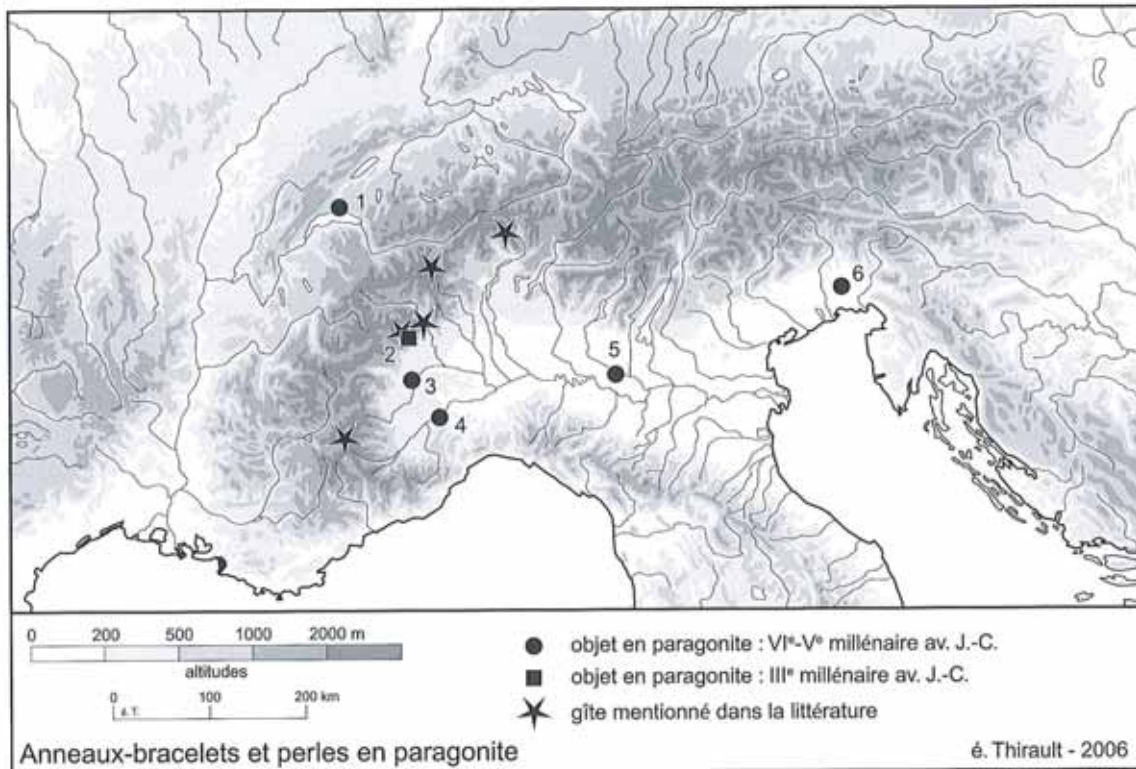 1
6
2
5
3
4
0 200 500 1000 2000 m
altitudes
0 100 200 km
é.T.
objet en paragonite : VIᵉ-Vᵉ millénaire av. J.-C.
objet en paragonite : IIIᵉ millénaire av. J.-C.
gîte mentionné dans la littérature
Anneaux-bracelets et perles en paragonite
é. Thirault - 2006